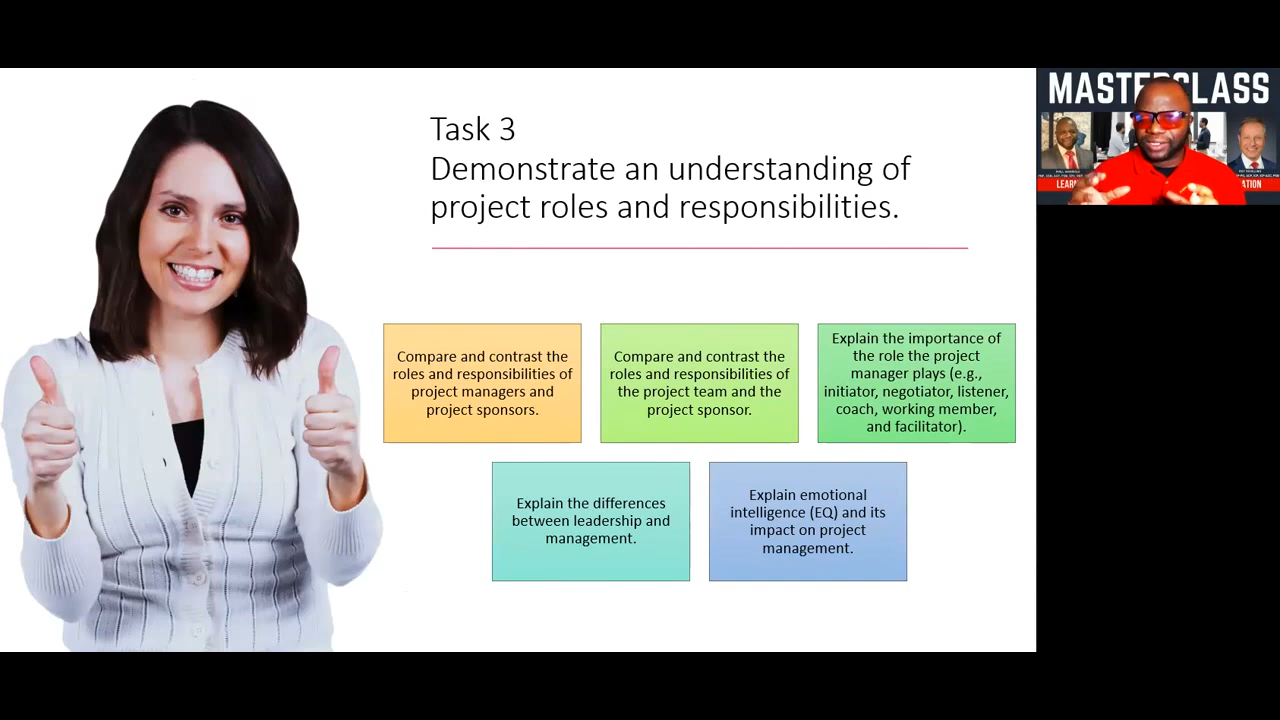 Task 3
Demonstrate an understanding of
project roles and responsibilities.
Compare and contrast the
roles and responsibilities of
project managers and
project sponsors.
Compare and contrast the
roles and responsibilities of
the project team and the
project sponsor.
Explain the importance of
the role the project
manager plays (e.g.,
initiator, negotiator, listener,
coach, working member,
and facilitator).
Explain the differences
between leadership and
management.
Explain emotional
intelligence (EQ) and its
impact on project
management.